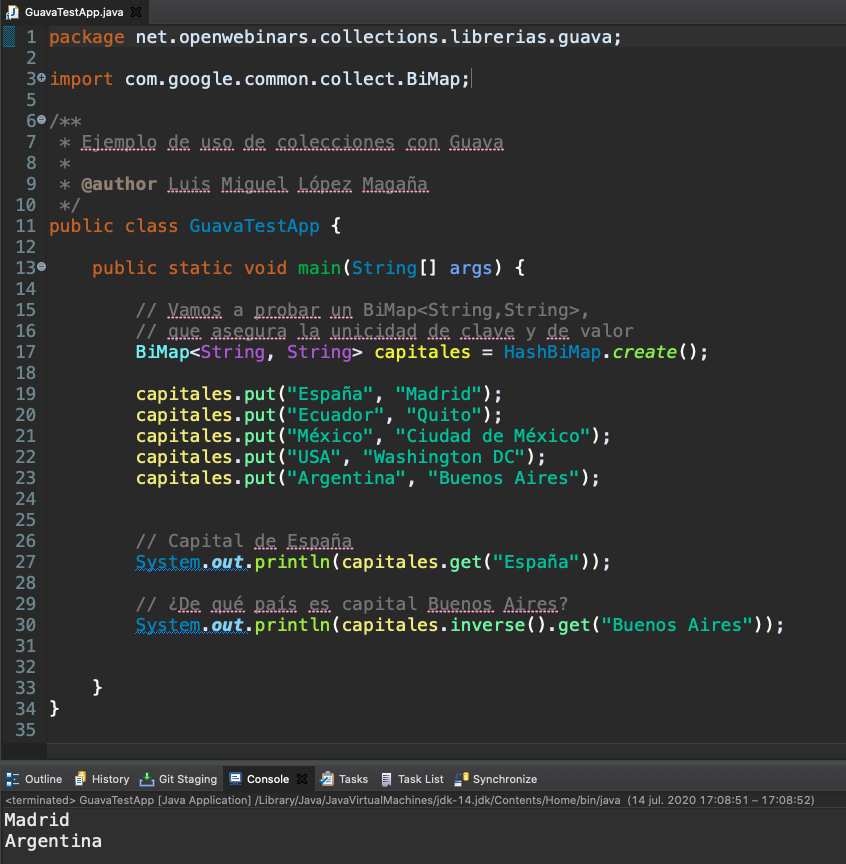 GuavaTestApp.java
1 package net.openwebinars.collections.librerias.guava;
2
3 import com.google.common.collect.BiMap;
5
6 /**
7  * Ejemplo de uso de colecciones con Guava
8  *
9  * @author Luis Miguel López Magaña
10  */
11 public class GuavaTestApp {
12
13     public static void main(String[] args) {
14
15         // Vamos a probar un BiMap<String,String>,
16         // que asegura la unicidad de clave y de valor
17         BiMap<String, String> capitales = HashBiMap.create();
18
19         capitales.put("España", "Madrid");
20         capitales.put("Ecuador", "Quito");
21         capitales.put("México", "Ciudad de México");
22         capitales.put("USA", "Washington DC");
23         capitales.put("Argentina", "Buenos Aires");
24
25
26         // Capital de España
27         System.out.println(capitales.get("España"));
28
29         // ¿De qué país es capital Buenos Aires?
30         System.out.println(capitales.inverse().get("Buenos Aires"));
31
32
33     }
34 }
35
Outline History Git Staging Console Tasks Task List Synchronize
<terminated> GuavaTestApp [Java Application] /Library/Java/JavaVirtualMachines/jdk-14.jdk/Contents/Home/bin/java (14 jul. 2020 17:08:51 – 17:08:52)
Madrid
Argentina